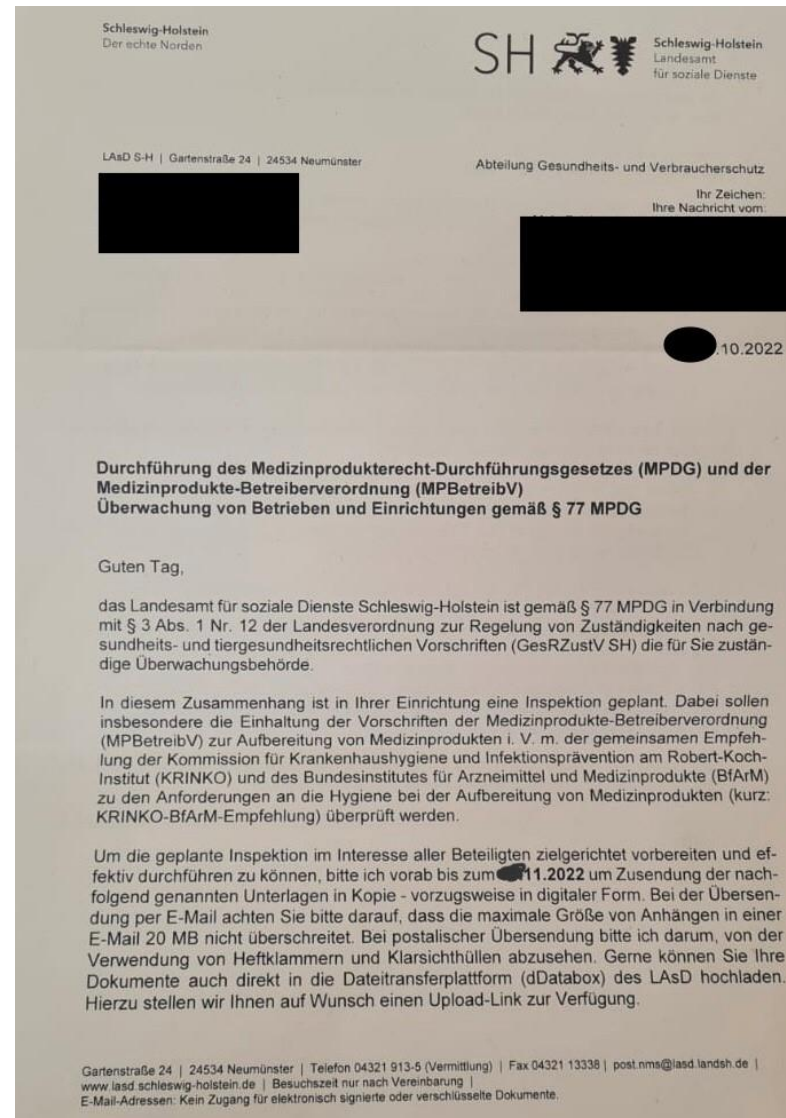 Schleswig-Holstein
Der echte Norden
SH
Schleswig-Holstein
Landesamt
für soziale Dienste
LAsD S-H | Gartenstraße 24 | 24534 Neumünster
Abteilung Gesundheits- und Verbraucherschutz
Ihr Zeichen:
Ihre Nachricht vom:
.10.2022
Durchführung des Medizinprodukterecht-Durchführungsgesetzes (MPDG) und der
Medizinprodukte-Betreiberverordnung (MPBetreibV)
Überwachung von Betrieben und Einrichtungen gemäß § 77 MPDG
Guten Tag,
das Landesamt für soziale Dienste Schleswig-Holstein ist gemäß § 77 MPDG in Verbindung
mit § 3 Abs. 1 Nr. 12 der Landesverordnung zur Regelung von Zuständigkeiten nach ge-
sundheits- und tiergesundheitsrechtlichen Vorschriften (GesRZustV SH) die für Sie zustän-
dige Überwachungsbehörde.
In diesem Zusammenhang ist in Ihrer Einrichtung eine Inspektion geplant. Dabei sollen
insbesondere die Einhaltung der Vorschriften der Medizinprodukte-Betreiberverordnung
(MPBetreibV) zur Aufbereitung von Medizinprodukten i. V. m. der gemeinsamen Empfeh-
lung der Kommission für Krankenhaushygiene und Infektionsprävention am Robert-Koch-
Institut (KRINKO) und des Bundesinstitutes für Arzneimittel und Medizinprodukte (BfArM)
zu den Anforderungen an die Hygiene bei der Aufbereitung von Medizinprodukten (kurz:
KRINKO-BfArM-Empfehlung) überprüft werden.
Um die geplante Inspektion im Interesse aller Beteiligten zielgerichtet vorbereiten und ef-
fektiv durchführen zu können, bitte ich vorab bis zum 11.2022 um Zusendung der nach-
folgend genannten Unterlagen in Kopie - vorzugsweise in digitaler Form. Bei der Übersen-
dung per E-Mail achten Sie bitte darauf, dass die maximale Größe von Anhängen in einer
E-Mail 20 MB nicht überschreitet. Bei postalischer Übersendung bitte ich darum, von der
Verwendung von Heftklammern und Klarsichthüllen abzusehen. Gerne können Sie Ihre
Dokumente auch direkt in die Dateitransferplattform (dDatabox) des LAsD hochladen.
Hierzu stellen wir Ihnen auf Wunsch einen Upload-Link zur Verfügung.
Gartenstraße 24 | 24534 Neumünster | Telefon 04321 913-5 (Vermittlung) | Fax 04321 13338 | post.nms@lasd.landsh.de |
www.lasd.schleswig-holstein.de | Besuchszeit nur nach Vereinbarung |
E-Mail-Adressen: Kein Zugang für elektronisch signierte oder verschlüsselte Dokumente.